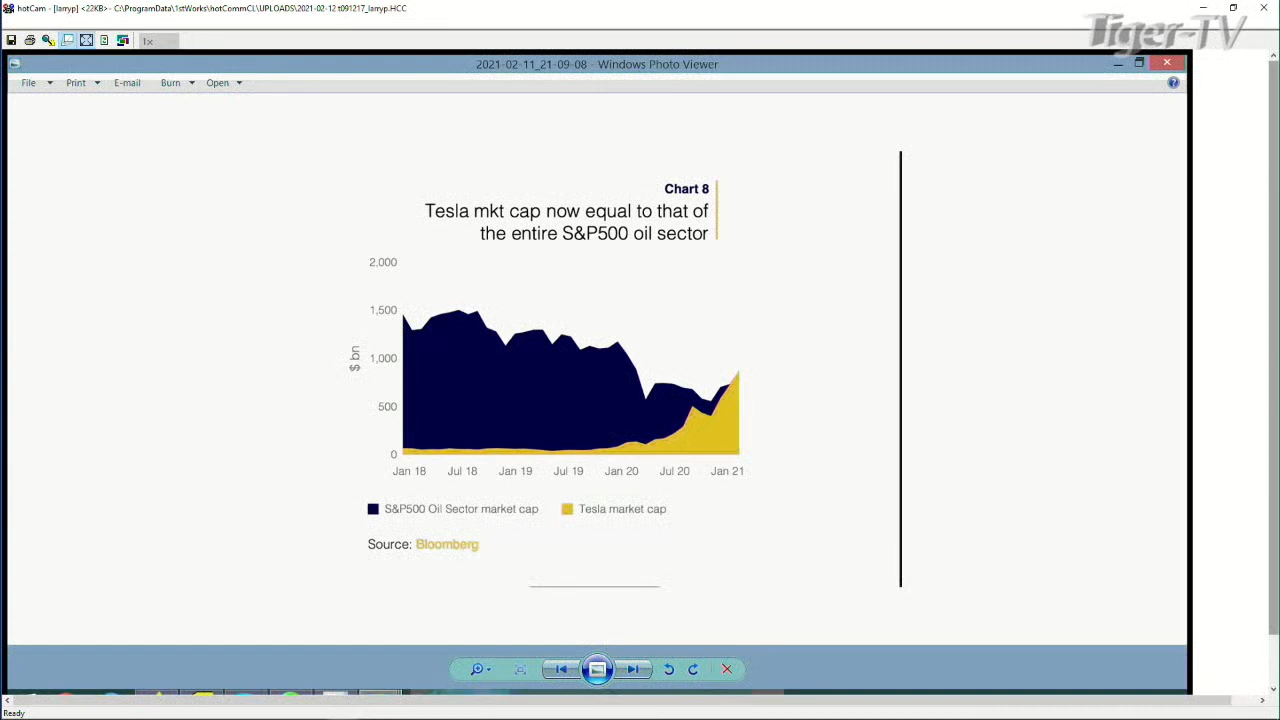 hotCam - [larryp] <22KB> - C:\ProgramData\1stWorks\hotCommCL\UPLOADS\2021-02-12 t091217_larryp.HCC
Tiger-TV
1x
2021-02-11_21-09-08 - Windows Photo Viewer
File Print E-mail Burn Open
Chart 8
Tesla mkt cap now equal to that of
the entire S&P500 oil sector
2,000
1,500
1,000
500
0
$ bn
Jan 18 Jul 18 Jan 19 Jul 19 Jan 20 Jul 20 Jan 21
S&P500 Oil Sector market cap Tesla market cap
Source: Bloomberg
Ready